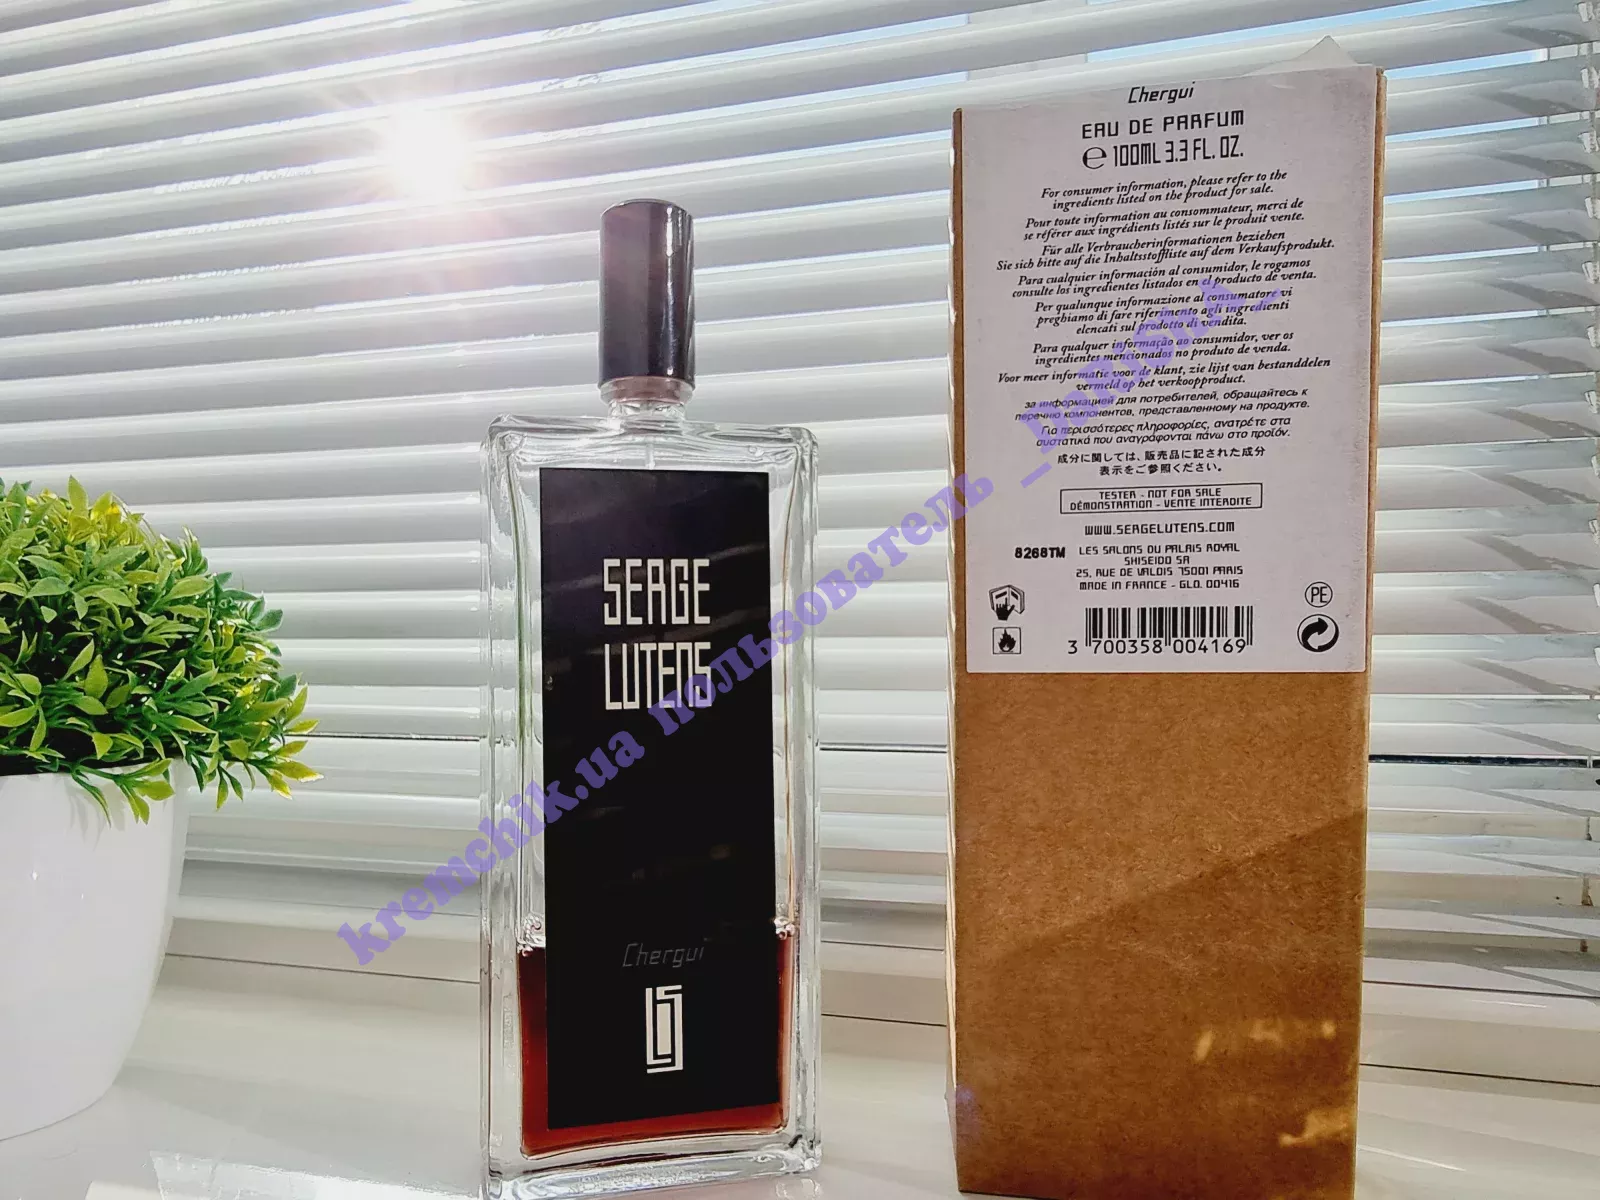 SERGE
LUTENS
Chergui
Chergui
EAU DE PARFUM
e 100ML 3.3 FL. OZ.
For consumer information, please refer to the
ingredients listed on the product for sale.
Pour toute information au consommateur, merci de
se référer aux ingrédients listés sur le produit vente.
Für alle Verbraucherinformationen beziehen
Sie sich bitte auf die Inhaltsstoffliste auf dem Verkaufsprodukt.
Para cualquier información al consumidor, le rogamos
consulte los ingredientes listados en el producto de venta.
Per qualunque informazione al consumatore vi
preghiamo di fare riferimento agli ingredienti
elencati sul prodotto di vendita.
Para qualquer informação ao consumidor, ver os
ingredientes mencionados no produto de venda.
Voor meer informatie voor de klant, zie lijst van bestanddelen
vermeld op het verkoopproduct.
за информацией для потребителей, обращайтесь к
перечню компонентов, представленному на продукте.
Για περισσότερες πληροφορίες, ανατρέτε στα
συστατικά που αναγράφονται πάνω στο προϊόν.
成分に関しては、販売品に記された成分
表示をご参照ください。
TESTER - NOT FOR SALE
DÉMONSTRATION - VENTE INTERDITE
WWW.SERGELUTENS.COM
8268TM
LES SALONS DU PALAIS ROYAL
SHISEIDO SA
25, RUE DE VALOIS 75001 PARIS
MADE IN FRANCE - GLO. 00416
PE
3 700358 004169
kremchik.ua пользователь